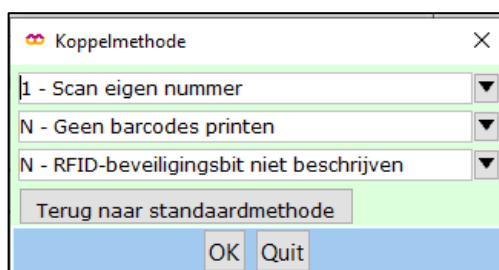 Koppelmethode
1 - Scan eigen nummer
N - Geen barcodes printen
N - RFID-beveiligingsbit niet beschrijven
Terug naar standaardmethode
OK Quit